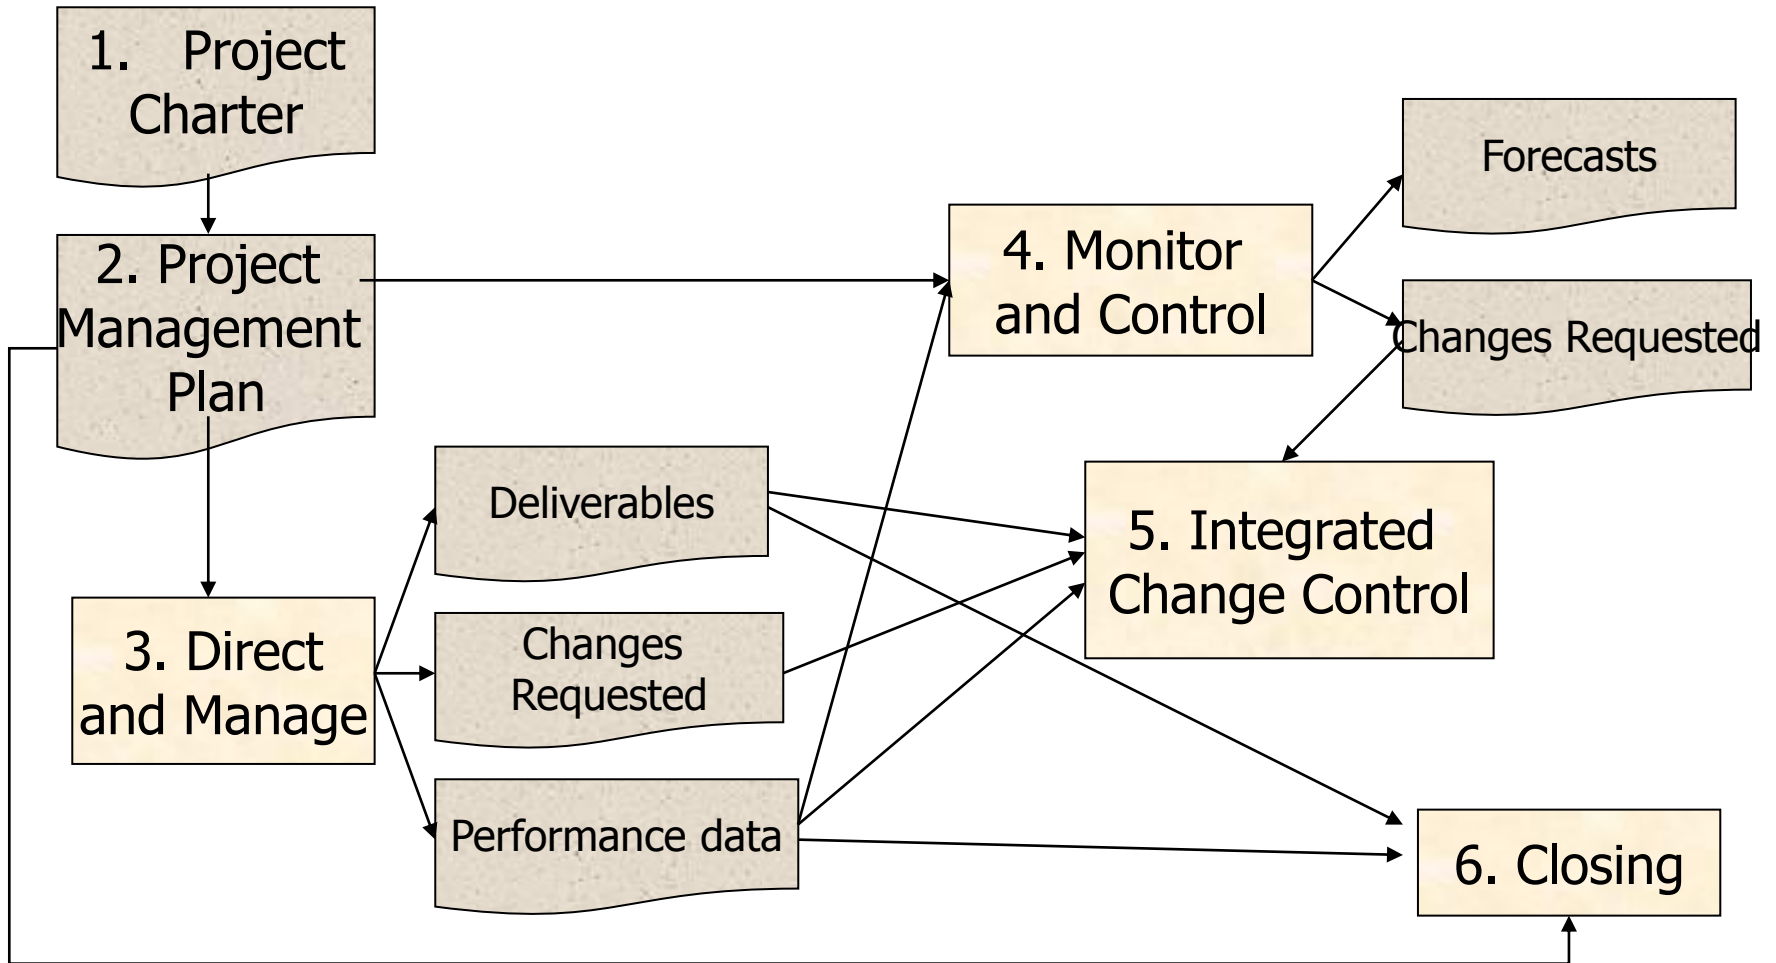 1. Project
Charter
2. Project
Management
Plan
3. Direct
and Manage
Deliverables
Changes
Requested
Performance data
4. Monitor
and Control
Forecasts
Changes Requested
5. Integrated
Change Control
6. Closing